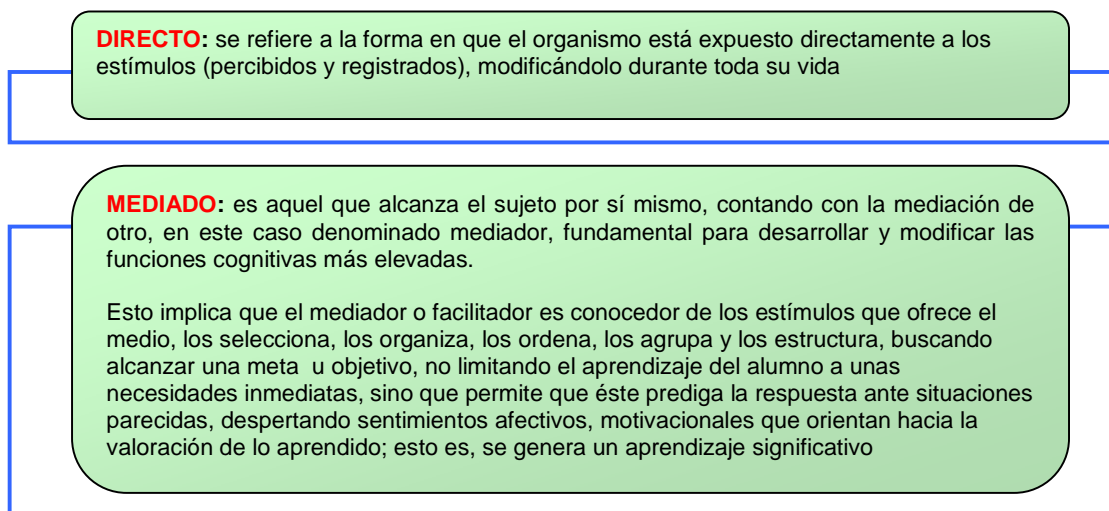 DIRECTO: se refiere a la forma en que el organismo está expuesto directamente a los
estímulos (percibidos y registrados), modificándolo durante toda su vida
MEDIADO: es aquel que alcanza el sujeto por sí mismo, contando con la mediación de
otro, en este caso denominado mediador, fundamental para desarrollar y modificar las
funciones cognitivas más elevadas.
Esto implica que el mediador o facilitador es conocedor de los estímulos que ofrece el
medio, los selecciona, los organiza, los ordena, los agrupa y los estructura, buscando
alcanzar una meta u objetivo, no limitando el aprendizaje del alumno a unas
necesidades inmediatas, sino que permite que éste prediga la respuesta ante situaciones
parecidas, despertando sentimientos afectivos, motivacionales que orientan hacia la
valoración de lo aprendido; esto es, se genera un aprendizaje significativo